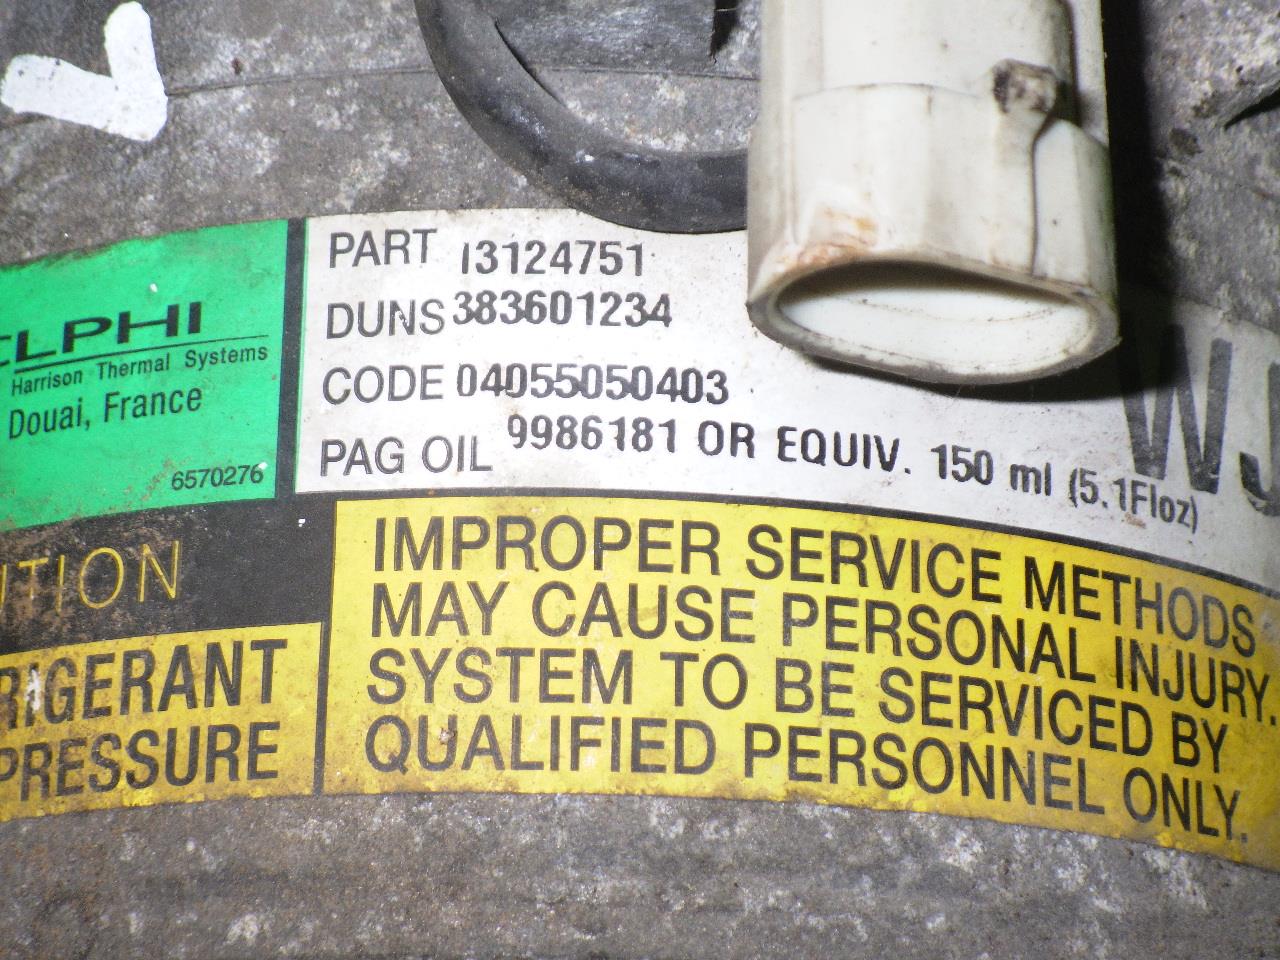 ELPHI
Harrison Thermal Systems
Douai, France
6570276
PART 13124751
DUNS 383601234
CODE 04055050403
PAG OIL 9986181 OR EQUIV. 150 ml (5.1Floz)
WJ
UTION
RIGERANT
PRESSURE
IMPROPER SERVICE METHODS
MAY CAUSE PERSONAL INJURY.
SYSTEM TO BE SERVICED BY
QUALIFIED PERSONNEL ONLY.